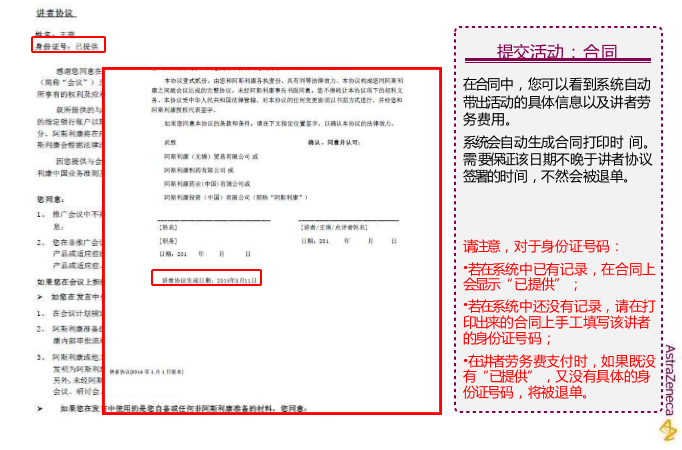 讲者协议
姓名：王蓉
身份证号：已提供
感谢您同意在
（简称“会议”）上
所享有的权利及应承
就所提供的与
的指定银行账户以
分。阿斯利康将在
斯利康会根据法律
因您提供与会
利康中国业务准则及
您同意：
1、 推广会议中不
息；
2、 您在非推广会议
产品或适应症的
产品或适应症。
如果您在会议上
➤ 如您在发言中
1、 在会议计划
2、 阿斯利康准备的
康内部审批流
3、 阿斯利康或他
发明为阿斯利
另外，未经阿斯
会议、研讨会。
➤ 如果您在发言中使用的是您自备或任何非阿斯利康准备的材料，您同意：
本协议壹式贰份，由您和阿斯利康各执壹份，具有同等法律效力。本协议构成您同阿斯利
康之间就会议达成的完整协议。未经阿斯利康事先书面同意，您不得转让本协议项下的权利义
务。本协议受中华人民共和国法律管辖，对本协议的任何变更皆须以书面方式进行，并经您和
阿斯利康授权代表签字。
如果您同意本协议的条款和条件，请在下文指定位置签字，以确认本协议的法律效力。
此致 确认、同意并认可：
阿斯利康（无锡）贸易有限公司 或
阿斯利康制药有限公司 或
阿斯利康药业(中国)有限公司或
阿斯利康投资（中国）有限公司（简称“阿斯利康”）
[姓名] [讲者/主席/点评者姓名]
[职务]
日期：201 年 月 日 日期：201 年 月 日
讲者协议生成日期：2014年3月11日
讲者协议[2014 年 1 月 1 日版本]
提交活动：合同
在合同中，您可以看到系统自动
带出活动的具体信息以及讲者劳
务费用。
系统会自动生成合同打印时 间。
需 要保证该日期不晚于讲者协议
签署的时间，不然会被退单。
请注意，对于身份证号码：
•若在系统中已有记录，在合同上
会显示“已提供”；
•若在系统中还没有记录，请在打
印出来的合同上手工填写该讲者
的身份证号码；
•在讲者劳务费支付时，如果既没
有“已提供”，又没有具体的身
份证号码，将被退单。
AstraZeneca